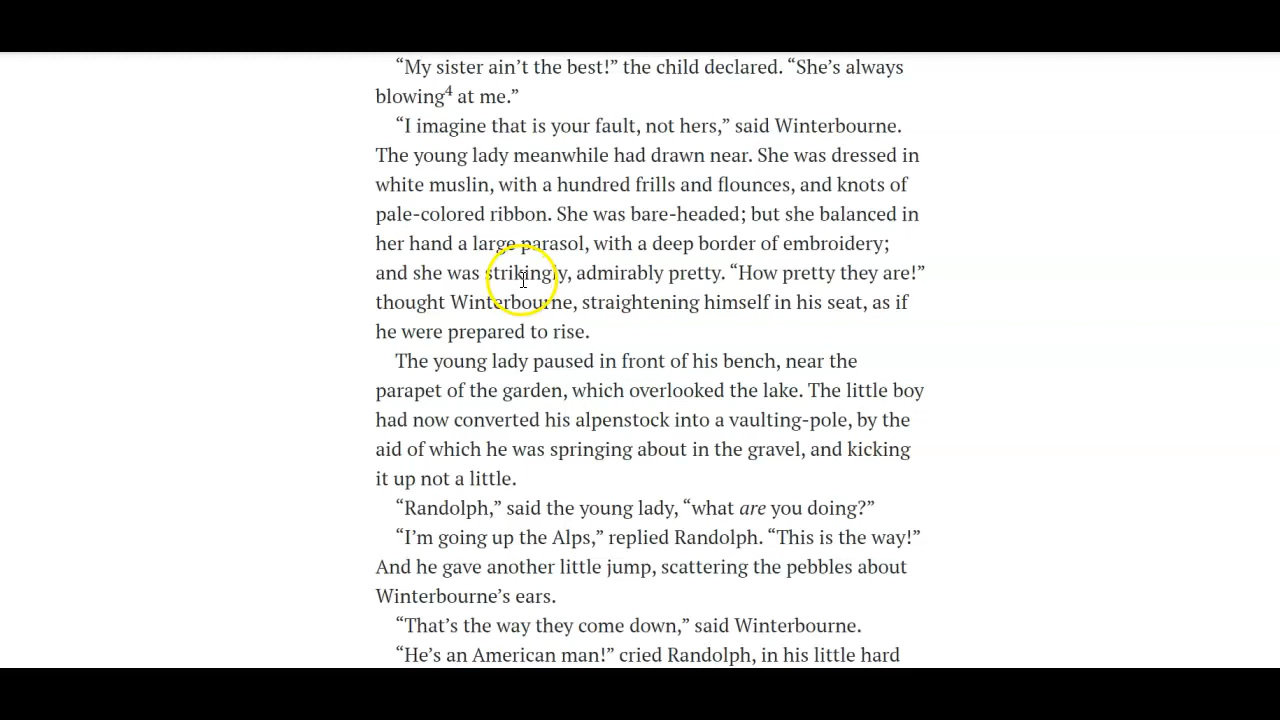 “My sister ain’t the best!” the child declared. “She’s always
blowing4 at me.”
“I imagine that is your fault, not hers,” said Winterbourne.
The young lady meanwhile had drawn near. She was dressed in
white muslin, with a hundred frills and flounces, and knots of
pale-colored ribbon. She was bare-headed; but she balanced in
her hand a large parasol, with a deep border of embroidery;
and she was strikingly, admirably pretty. “How pretty they are!”
thought Winterbourne, straightening himself in his seat, as if
he were prepared to rise.
The young lady paused in front of his bench, near the
parapet of the garden, which overlooked the lake. The little boy
had now converted his alpenstock into a vaulting-pole, by the
aid of which he was springing about in the gravel, and kicking
it up not a little.
“Randolph,” said the young lady, “what are you doing?”
“I’m going up the Alps,” replied Randolph. “This is the way!”
And he gave another little jump, scattering the pebbles about
Winterbourne’s ears.
“That’s the way they come down,” said Winterbourne.
“He’s an American man!” cried Randolph, in his little hard